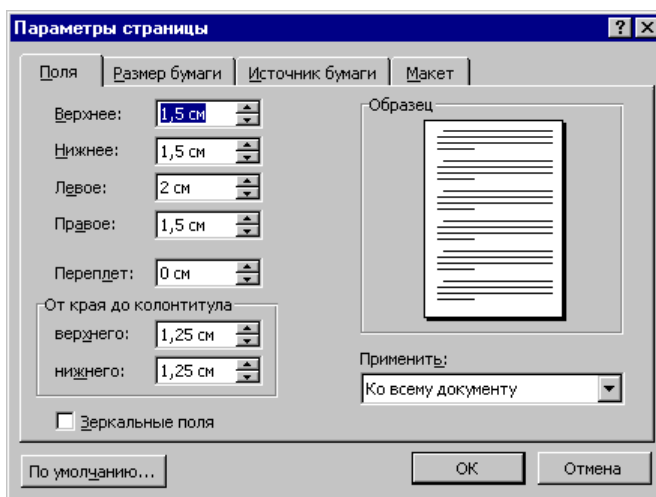 Параметры страницы
Поля Размер бумаги Источник бумаги Макет
Верхнее: 1,5 см
Нижнее: 1,5 см
Левое: 2 см
Правое: 1,5 см
Переплет: 0 см
От края до колонтитула
верхнего: 1,25 см
нижнего: 1,25 см
Зеркальные поля
Образец
Применить:
Ко всему документу
По умолчанию... ОК Отмена